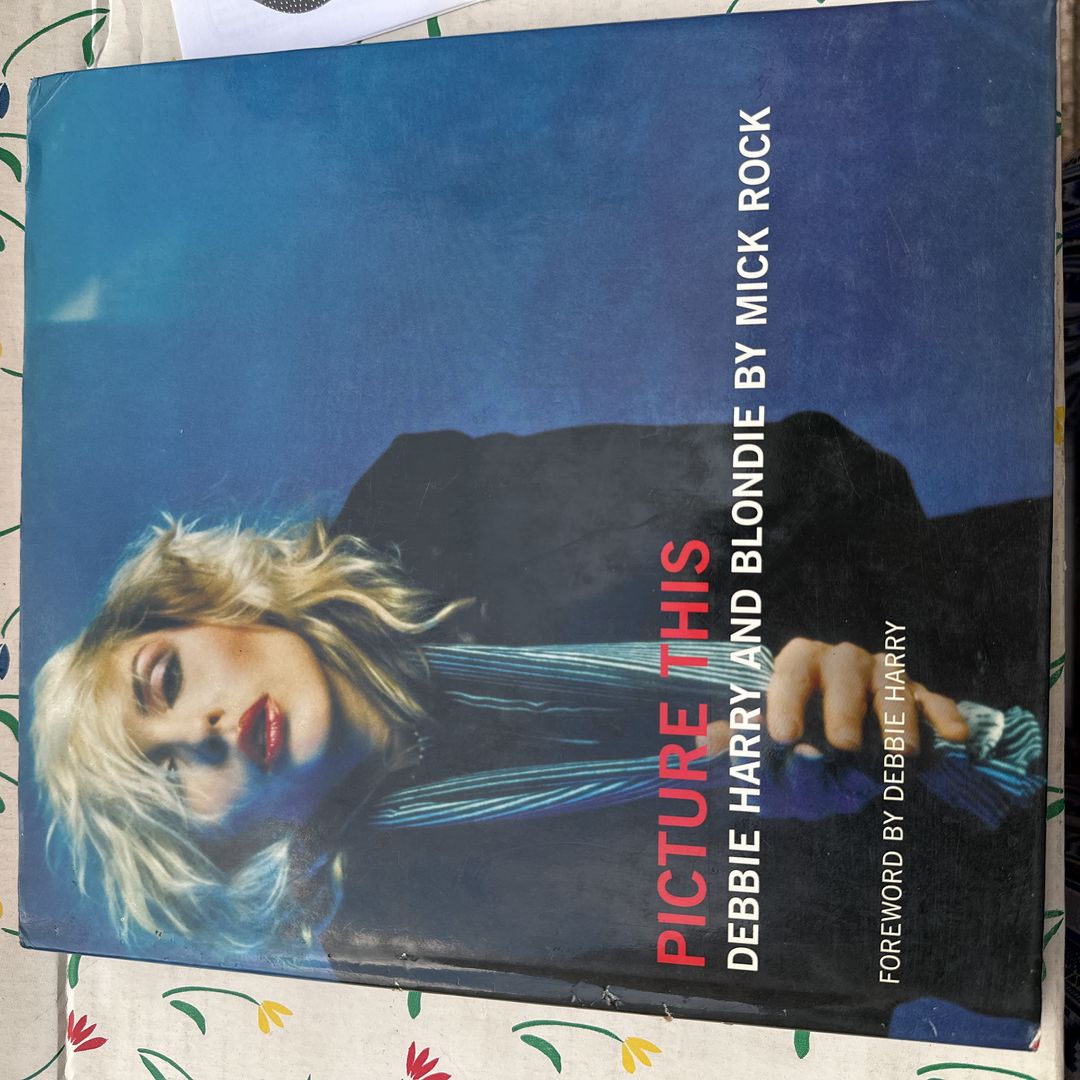 PICTURE THIS
DEBBIE HARRY AND BLONDIE BY MICK ROCK
FOREWORD BY DEBBIE HARRY